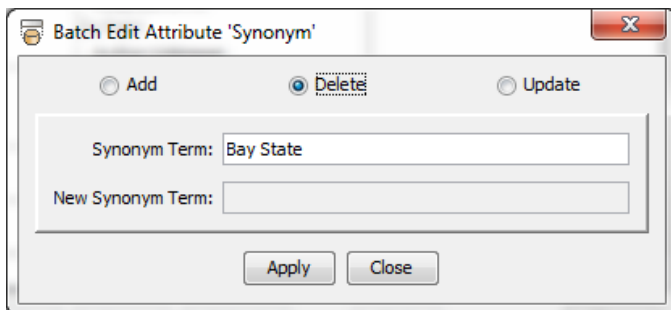 Batch Edit Attribute 'Synonym'
Add Delete Update
Synonym Term: Bay State
New Synonym Term:
Apply Close